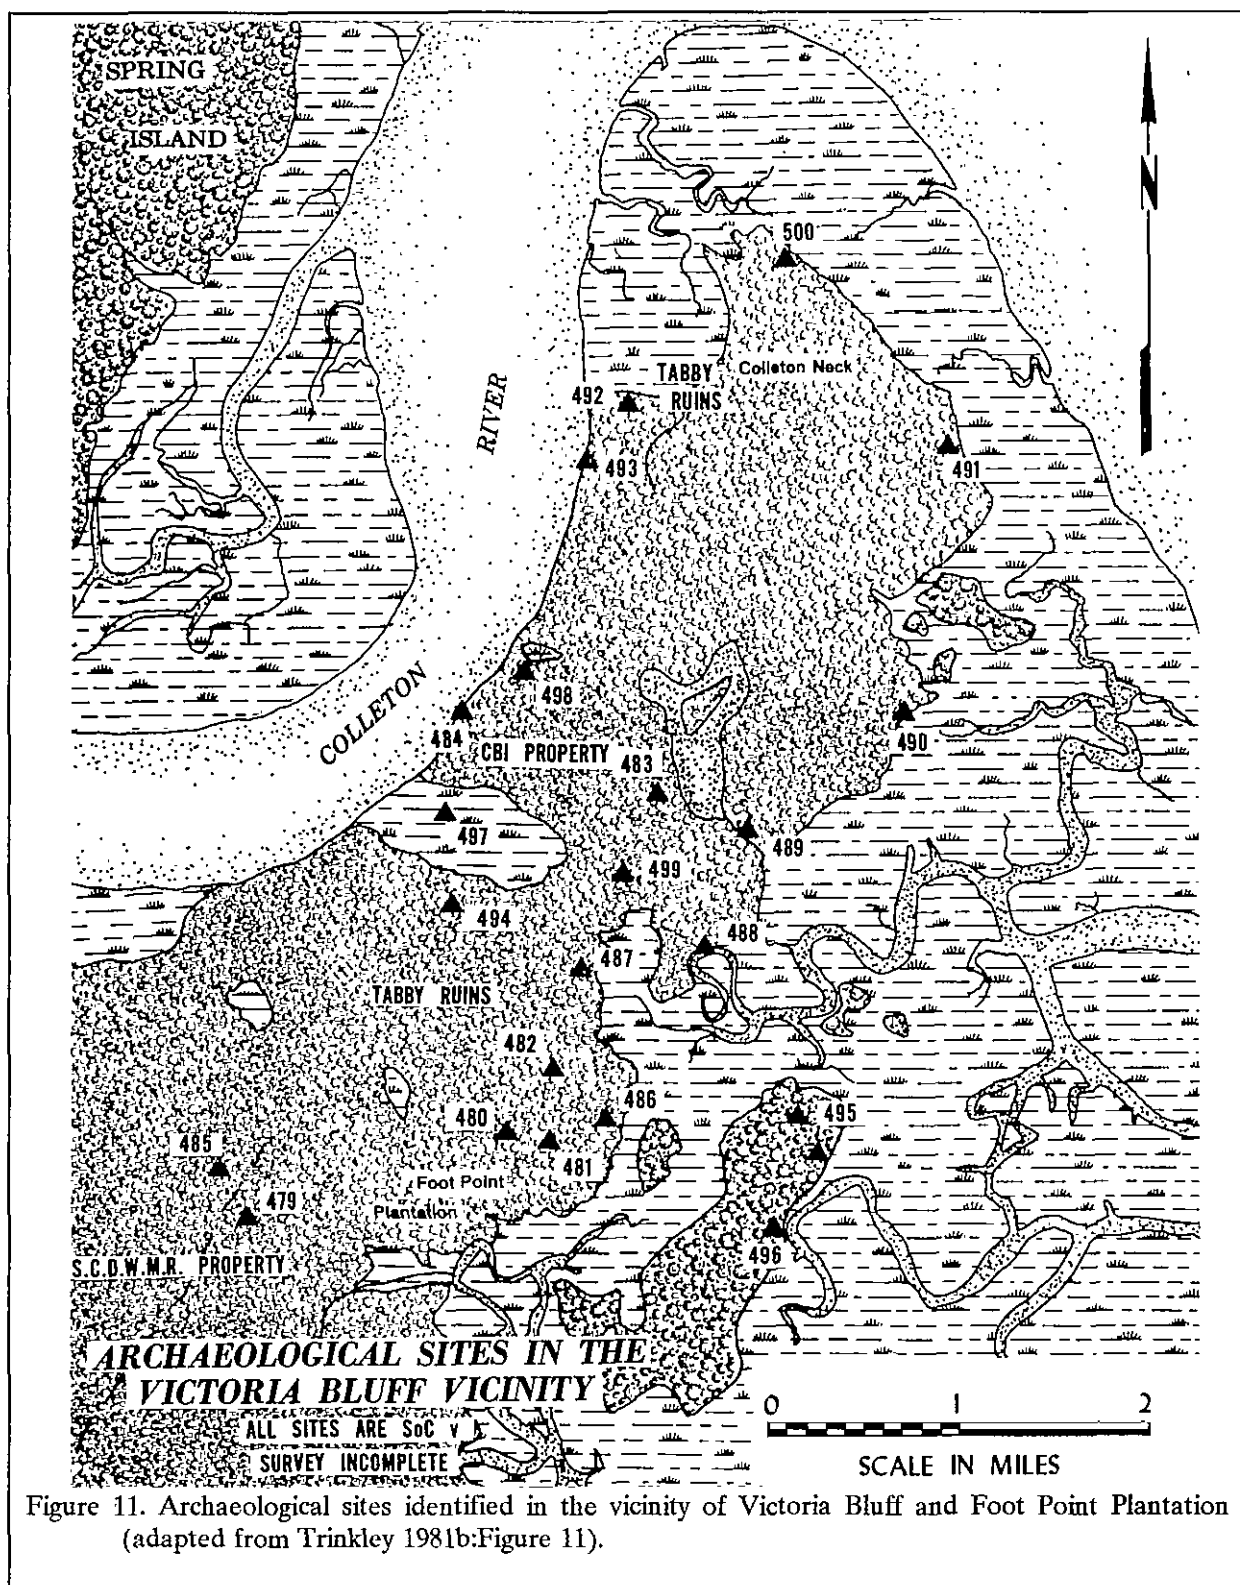 SPRING
ISLAND
N
500
TABBY
RUINS
Colleton Neck
492
RIVER
493
491
COLLETON
498
484
490
CBI PROPERTY
483
497
489
499
494
488
487
TABBY RUINS
482
480
486
495
485
481
Foot Point
Plantation
479
496
S.C.D.W.M.R. PROPERTY
ARCHAEOLOGICAL SITES IN THE
VICTORIA BLUFF VICINITY
ALL SITES ARE SoC v
SURVEY INCOMPLETE
0 1 2
SCALE IN MILES
Figure 11. Archaeological sites identified in the vicinity of Victoria Bluff and Foot Point Plantation
(adapted from Trinkley 1981b:Figure 11).